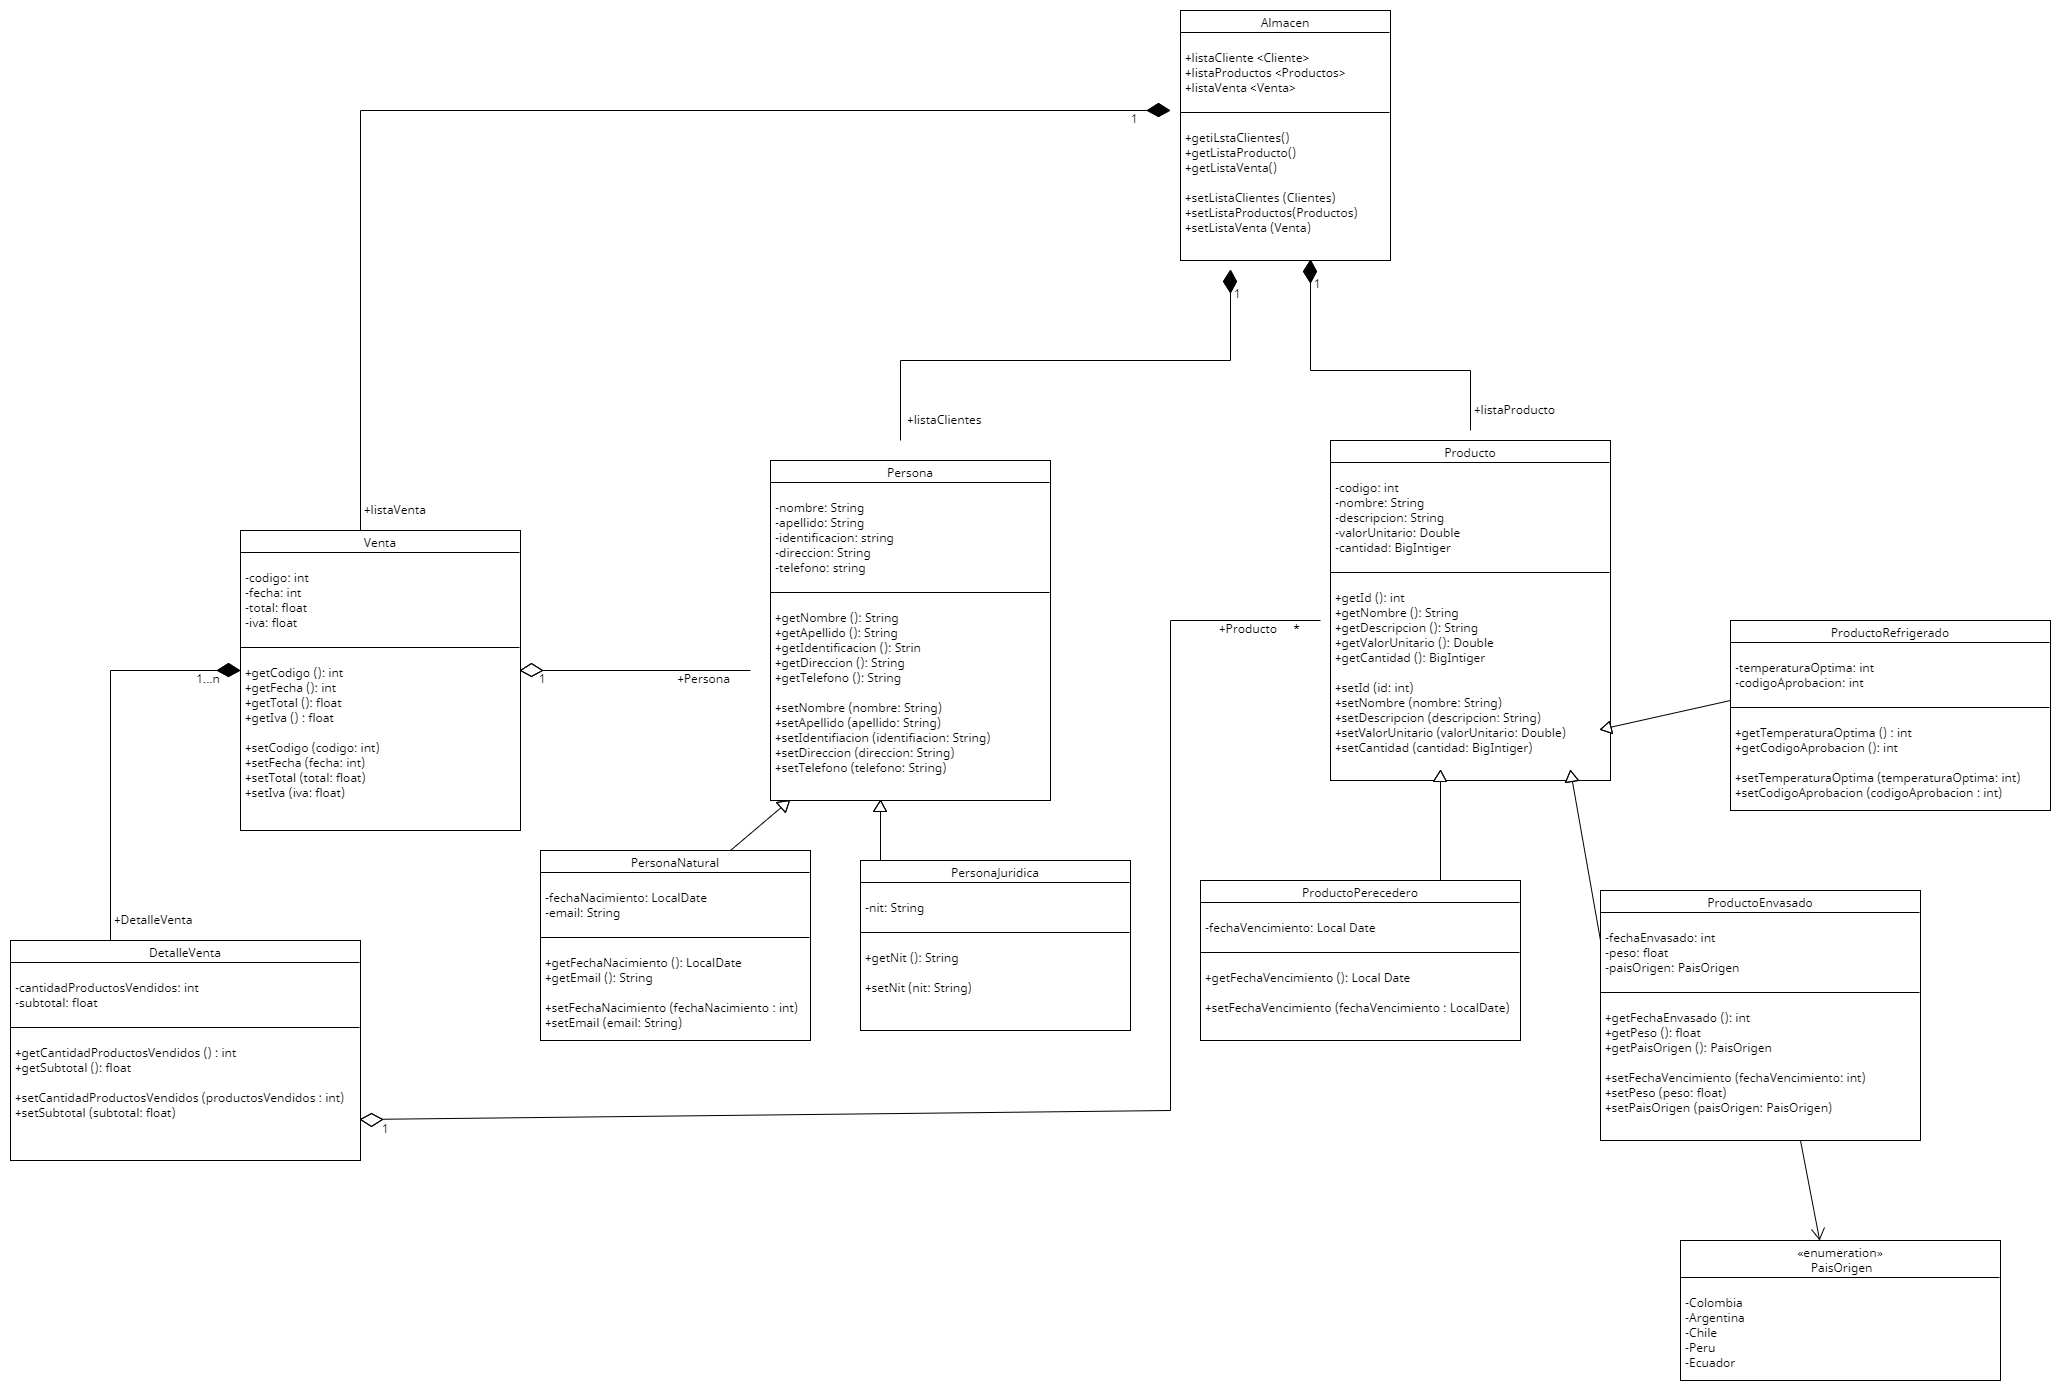 Almacen
+listaCliente <Cliente>
+listaProductos <Productos>
+listaVenta <Venta>
+getiLstaClientes()
+getListaProducto()
+getListaVenta()
+setListaClientes (Clientes)
+setListaProductos(Productos)
+setListaVenta (Venta)
1
1
1
+listaClientes
+listaProducto
+listaVenta
Venta
-codigo: int
-fecha: int
-total: float
-iva: float
+getCodigo (): int
+getFecha (): int
+getTotal (): float
+getIva () : float
+setCodigo (codigo: int)
+setFecha (fecha: int)
+setTotal (total: float)
+setIva (iva: float)
1...n
1
+Persona
Persona
-nombre: String
-apellido: String
-identificacion: string
-direccion: String
-telefono: string
+getNombre (): String
+getApellido (): String
+getIdentificacion (): Strin
+getDireccion (): String
+getTelefono (): String
+setNombre (nombre: String)
+setApellido (apellido: String)
+setIdentifiacion (identifiacion: String)
+setDireccion (direccion: String)
+setTelefono (telefono: String)
Producto
-codigo: int
-nombre: String
-descripcion: String
-valorUnitario: Double
-cantidad: BigIntiger
+getId (): int
+getNombre (): String
+getDescripcion (): String
+getValorUnitario (): Double
+getCantidad (): BigIntiger
+setId (id: int)
+setNombre (nombre: String)
+setDescripcion (descripcion: String)
+setValorUnitario (valorUnitario: Double)
+setCantidad (cantidad: BigIntiger)
+Producto *
ProductoRefrigerado
-temperaturaOptima: int
-codigoAprobacion: int
+getTemperaturaOptima () : int
+getCodigoAprobacion (): int
+setTemperaturaOptima (temperaturaOptima: int)
+setCodigoAprobacion (codigoAprobacion : int)
PersonaNatural
-fechaNacimiento: LocalDate
-email: String
+getFechaNacimiento (): LocalDate
+getEmail (): String
+setFechaNacimiento (fechaNacimiento : int)
+setEmail (email: String)
PersonaJuridica
-nit: String
+getNit (): String
+setNit (nit: String)
ProductoPerecedero
-fechaVencimiento: Local Date
+getFechaVencimiento (): Local Date
+setFechaVencimiento (fechaVencimiento : LocalDate)
ProductoEnvasado
-fechaEnvasado: int
-peso: float
-paisOrigen: PaisOrigen
+getFechaEnvasado (): int
+getPeso (): float
+getPaisOrigen (): PaisOrigen
+setFechaVencimiento (fechaVencimiento: int)
+setPeso (peso: float)
+setPaisOrigen (paisOrigen: PaisOrigen)
+DetalleVenta
DetalleVenta
-cantidadProductosVendidos: int
-subtotal: float
+getCantidadProductosVendidos () : int
+getSubtotal (): float
+setCantidadProductosVendidos (productosVendidos : int)
+setSubtotal (subtotal: float)
1
«enumeration»
PaisOrigen
-Colombia
-Argentina
-Chile
-Peru
-Ecuador